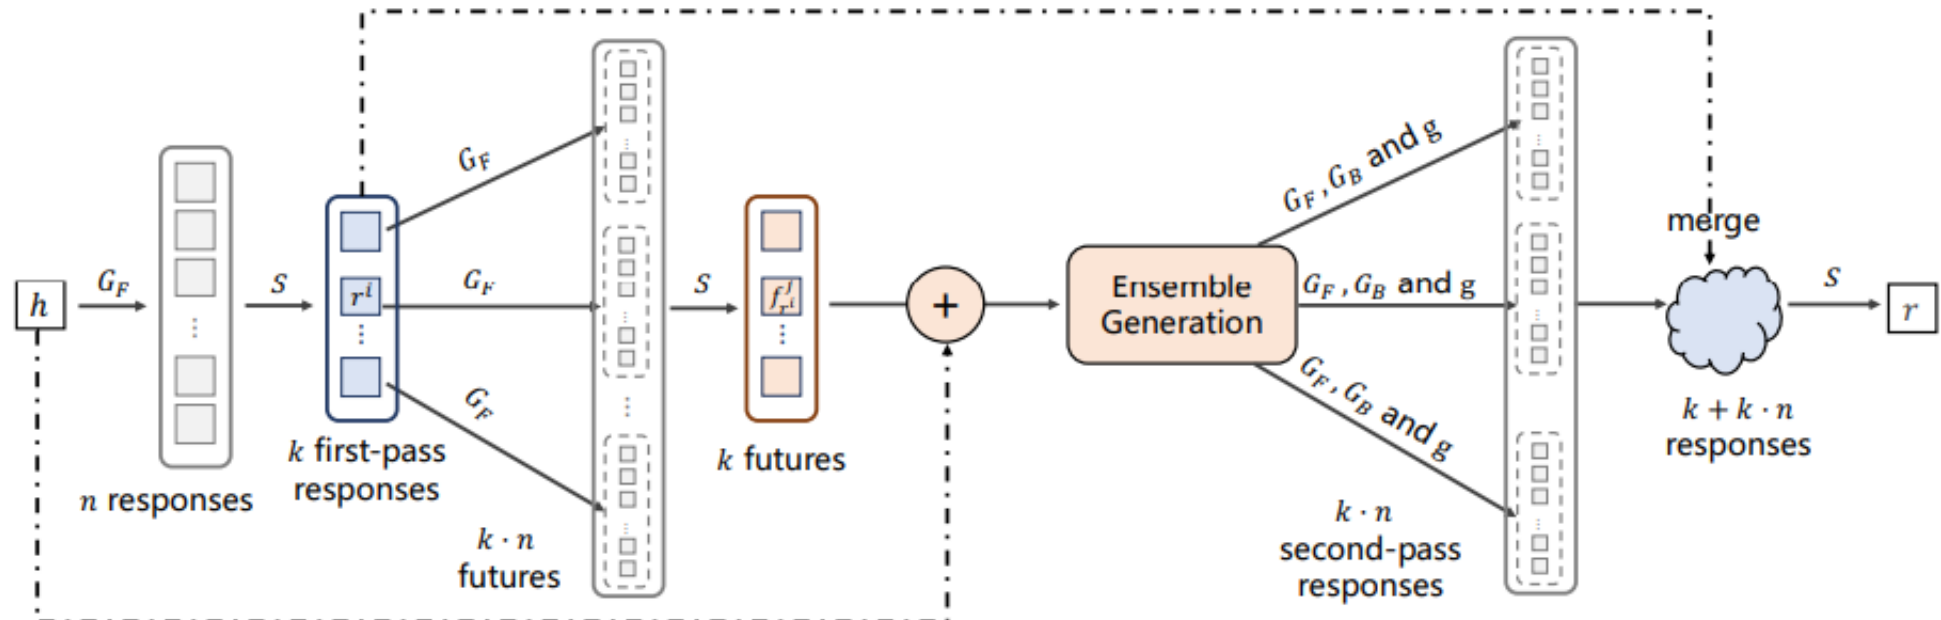 h
G_F
n responses
S
r^i
⋮
k first-pass
responses
G_F
G_F
G_F
k · n
futures
S
f^j_{r^i}
⋮
k futures
+
Ensemble
Generation
G_F, G_B and g
G_F, G_B and g
G_F, G_B and g
k · n
second-pass
responses
merge
k + k · n
responses
S
r